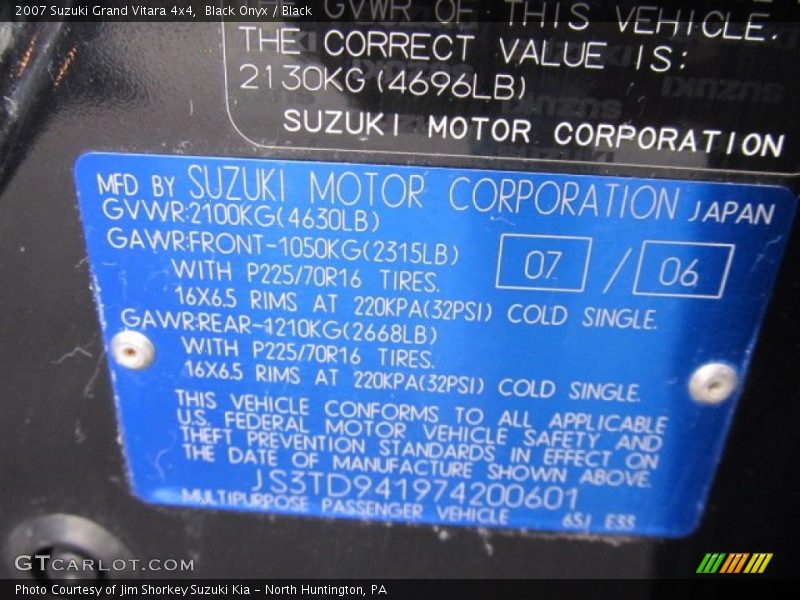 2007 Suzuki Grand Vitara 4x4, Black Onyx / Black
GVWR OF THIS VEHICLE.
THE CORRECT VALUE IS:
2130KG(4696LB)
SUZUKI MOTOR CORPORATION
MFD BY SUZUKI MOTOR CORPORATION JAPAN
GVWR:2100KG(4630LB)
GAWR:FRONT-1050KG(2315LB)
07 / 06
WITH P225/70R16 TIRES.
16X6.5 RIMS AT 220KPA(32PSI) COLD SINGLE.
GAWR:REAR-1210KG(2668LB)
WITH P225/70R16 TIRES.
16X6.5 RIMS AT 220KPA(32PSI) COLD SINGLE.
THIS VEHICLE CONFORMS TO ALL APPLICABLE
U.S. FEDERAL MOTOR VEHICLE SAFETY AND
THEFT PREVENTION STANDARDS IN EFFECT ON
THE DATE OF MANUFACTURE SHOWN ABOVE.
JS3TD941974200601
MULTIPURPOSE PASSENGER VEHICLE 6SJ E33
GTCARLOT.COM
Photo Courtesy of Jim Shorkey Suzuki Kia - North Huntington, PA